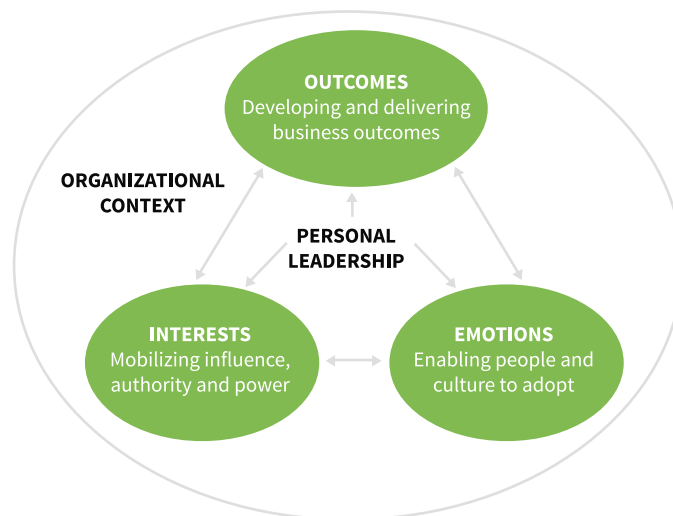 OUTCOMES
Developing and delivering
business outcomes
ORGANIZATIONAL
CONTEXT
PERSONAL
LEADERSHIP
INTERESTS
Mobilizing influence,
authority and power
EMOTIONS
Enabling people and
culture to adopt